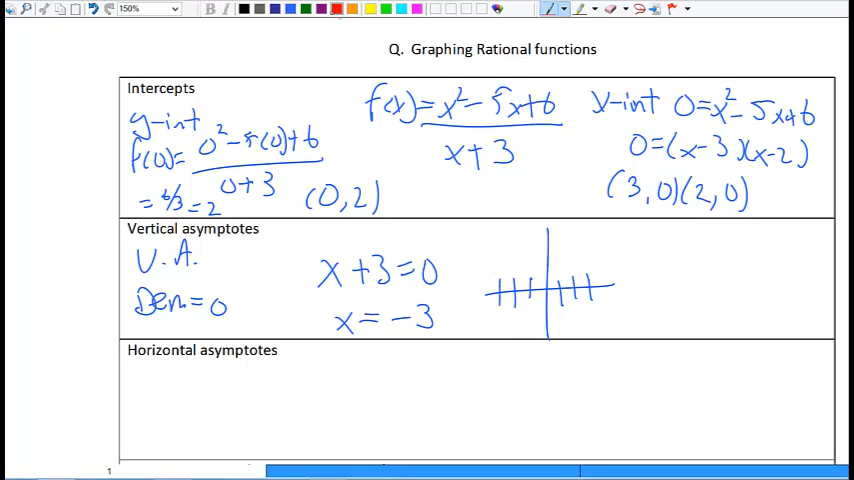 150%
B I
Q. Graphing Rational functions
Intercepts
y-int
f(0)= 0² - 5(0)+6
0+3
= 6/3 = 2
(0,2)
f(x) = x² - 5x+6
x+3
x-int 0=x²-5x+6
0=(x-3)(x-2)
(3,0)(2,0)
Vertical asymptotes
V.A.
Den=0
x+3=0
x=-3
Horizontal asymptotes
1